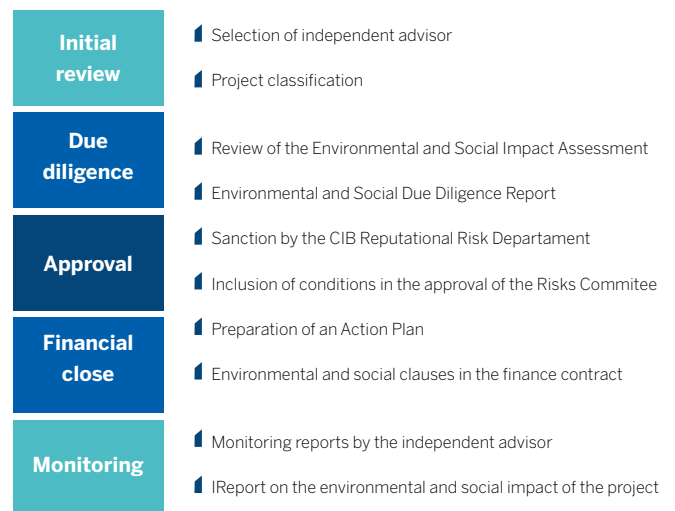 Initial
review
Selection of independent advisor
Project classification
Due
diligence
Review of the Environmental and Social Impact Assessment
Environmental and Social Due Diligence Report
Approval
Sanction by the CIB Reputational Risk Departament
Inclusion of conditions in the approval of the Risks Commitee
Financial
close
Preparation of an Action Plan
Environmental and social clauses in the finance contract
Monitoring
Monitoring reports by the independent advisor
IReport on the environmental and social impact of the project